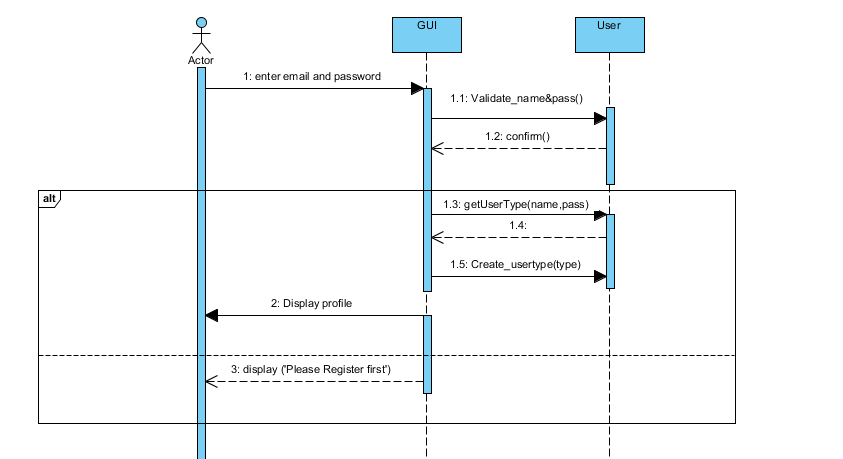 GUI
User
Actor
1: enter email and password
1.1: Validate_name&pass()
1.2: confirm()
alt
1.3: getUserType(name,pass)
1.4:
1.5: Create_usertype(type)
2: Display profile
3: display ('Please Register first')